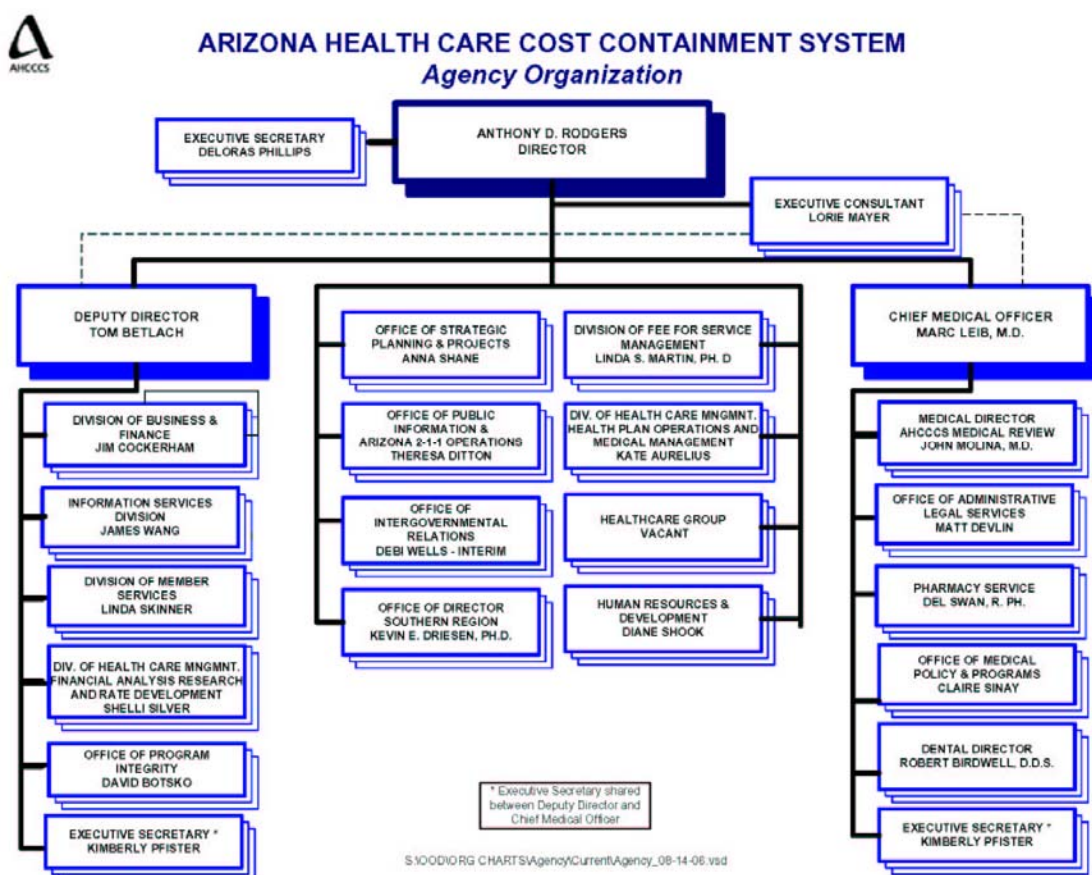 AHCCCS
ARIZONA HEALTH CARE COST CONTAINMENT SYSTEM
Agency Organization
ANTHONY D. RODGERS
DIRECTOR
EXECUTIVE SECRETARY
DELORAS PHILLIPS
EXECUTIVE CONSULTANT
LORIE MAYER
DEPUTY DIRECTOR
TOM BETLACH
DIVISION OF BUSINESS &
FINANCE
JIM COCKERHAM
INFORMATION SERVICES
DIVISION
JAMES WANG
DIVISION OF MEMBER
SERVICES
LINDA SKINNER
DIV. OF HEALTH CARE MNGMNT.
FINANCIAL ANALYSIS RESEARCH
AND RATE DEVELOPMENT
SHELLI SILVER
OFFICE OF PROGRAM
INTEGRITY
DAVID BOTSKO
EXECUTIVE SECRETARY *
KIMBERLY PFISTER
OFFICE OF STRATEGIC
PLANNING & PROJECTS
ANNA SHANE
OFFICE OF PUBLIC
INFORMATION &
ARIZONA 2-1-1 OPERATIONS
THERESA DITTON
OFFICE OF
INTERGOVERNMENTAL
RELATIONS
DEBI WELLS - INTERIM
OFFICE OF DIRECTOR
SOUTHERN REGION
KEVIN E. DRIESEN, PH.D.
DIVISION OF FEE FOR SERVICE
MANAGEMENT
LINDA S. MARTIN, PH. D
DIV. OF HEALTH CARE MNGMNT.
HEALTH PLAN OPERATIONS AND
MEDICAL MANAGEMENT
KATE AURELIUS
HEALTHCARE GROUP
VACANT
HUMAN RESOURCES &
DEVELOPMENT
DIANE SHOOK
CHIEF MEDICAL OFFICER
MARC LEIB, M.D.
MEDICAL DIRECTOR
AHCCCS MEDICAL REVIEW
JOHN MOLINA, M.D.
OFFICE OF ADMINISTRATIVE
LEGAL SERVICES
MATT DEVLIN
PHARMACY SERVICE
DEL SWAN, R. PH.
OFFICE OF MEDICAL
POLICY & PROGRAMS
CLAIRE SINAY
DENTAL DIRECTOR
ROBERT BIRDWELL, D.D.S.
EXECUTIVE SECRETARY *
KIMBERLY PFISTER
* Executive Secretary shared
between Deputy Director and
Chief Medical Officer
S:\OOD\ORG CHARTS\Agency\Current\Agency_08-14-06.vsd